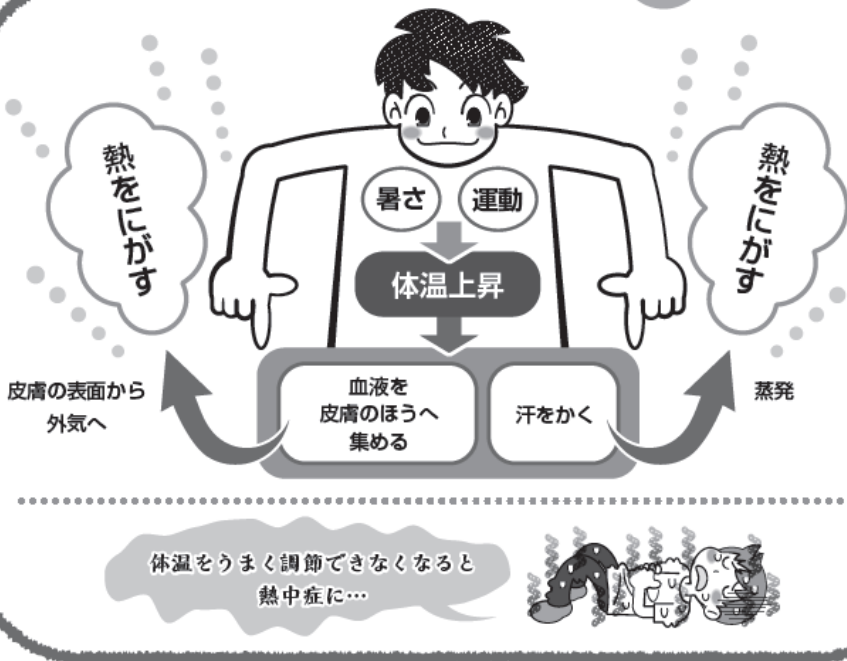 熱をにがす
熱をにがす
暑さ
運動
体温上昇
皮膚の表面から
外気へ
血液を
皮膚のほうへ
集める
汗をかく
蒸発
体温をうまく調節できなくなると
熱中症に…